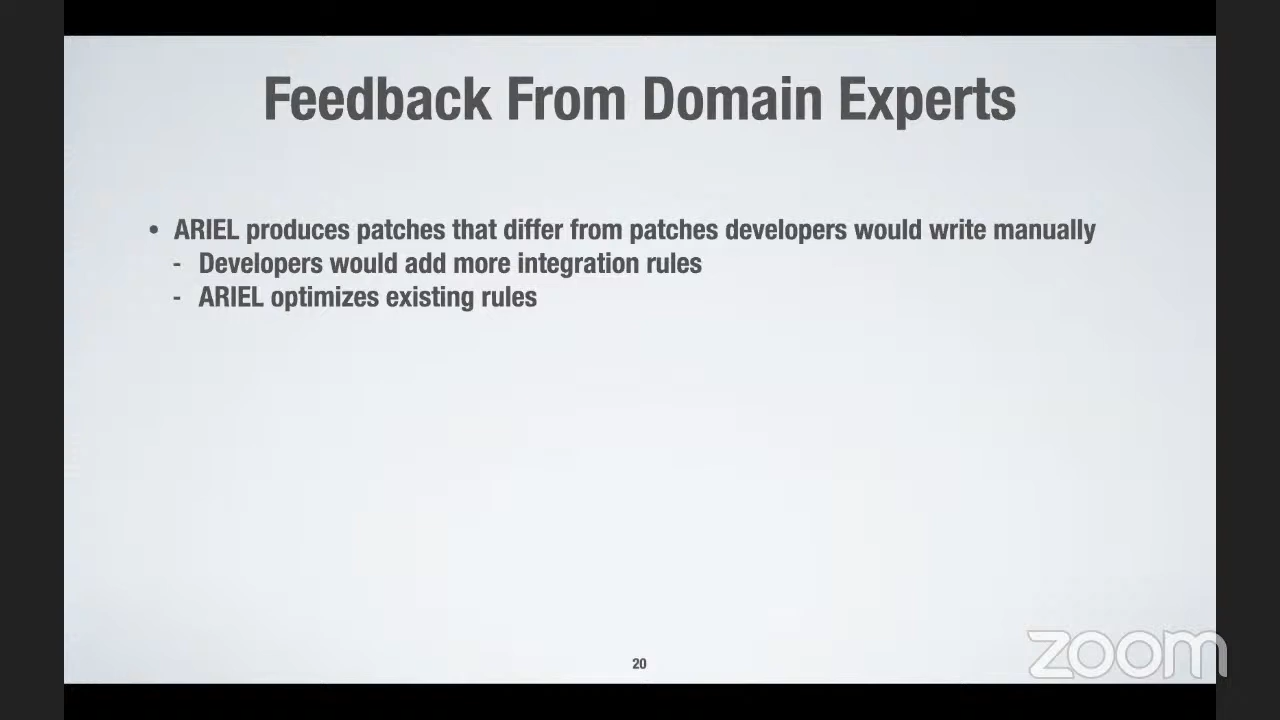 Feedback From Domain Experts
• ARIEL produces patches that differ from patches developers would write manually
- Developers would add more integration rules
- ARIEL optimizes existing rules
20
zoom